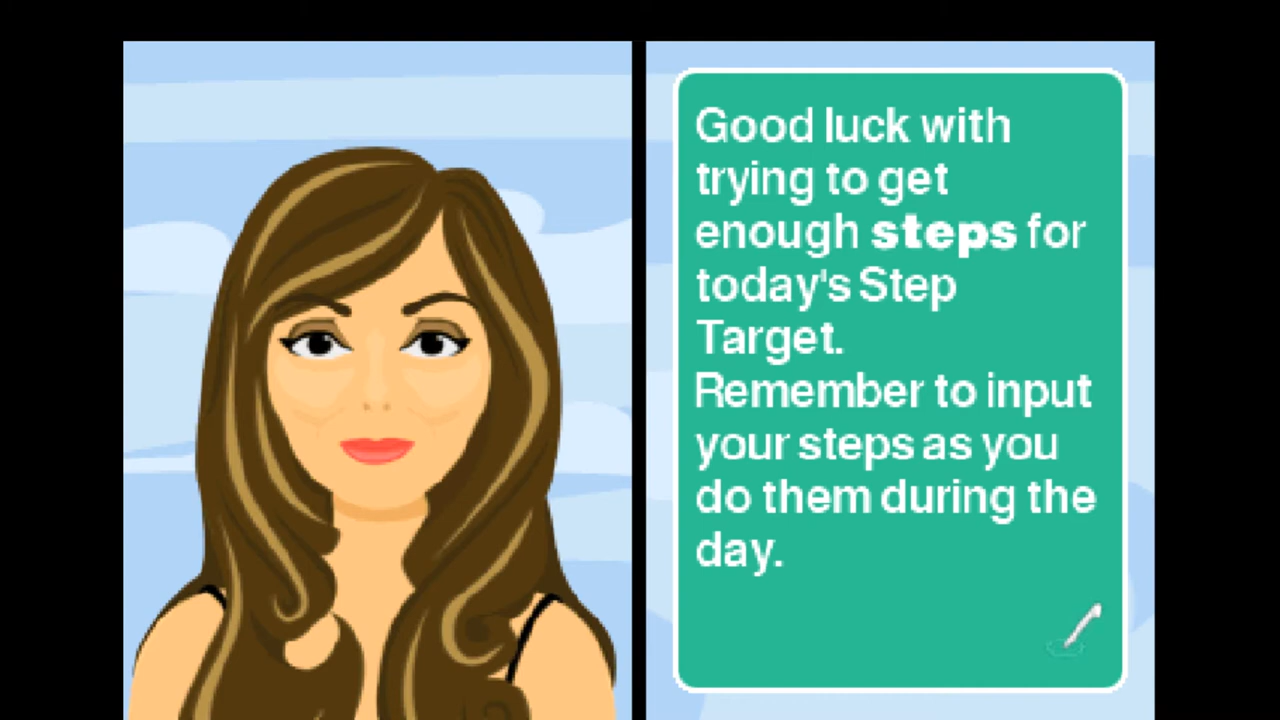 Good luck with
trying to get
enough steps for
today's Step
Target.
Remember to input
your steps as you
do them during the
day.